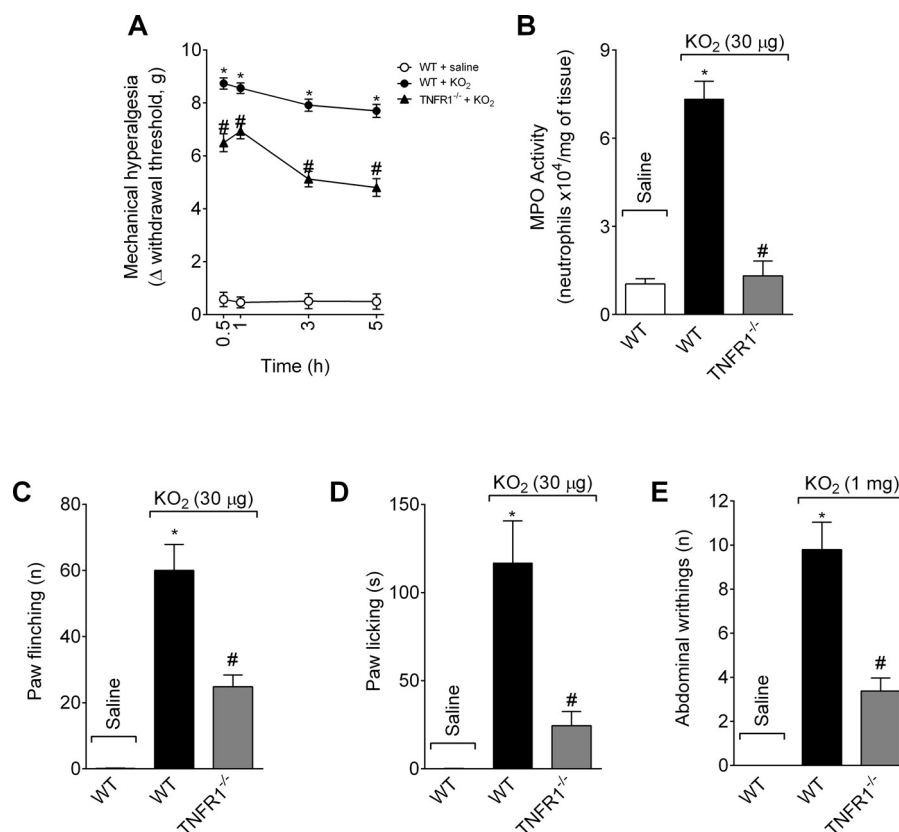 A
Mechanical hyperalgesia
(Δ withdrawal threshold, g)
10
8
6
4
2
0
* * * *
# # # #
0.5 1 3 5
Time (h)
WT + saline
WT + KO2
TNFR1-/- + KO2
B
KO2 (30 µg)
MPO Activity
(neutrophils x10^4/mg of tissue)
9
6
3
0
Saline
*
#
WT WT TNFR1-/-
C
KO2 (30 µg)
Paw flinching (n)
80
60
40
20
0
Saline
*
#
WT WT TNFR1-/-
D
KO2 (30 µg)
Paw licking (s)
150
100
50
0
Saline
*
#
WT WT TNFR1-/-
E
KO2 (1 mg)
Abdominal writhings (n)
12
10
8
6
4
2
0
Saline
*
#
WT WT TNFR1-/-